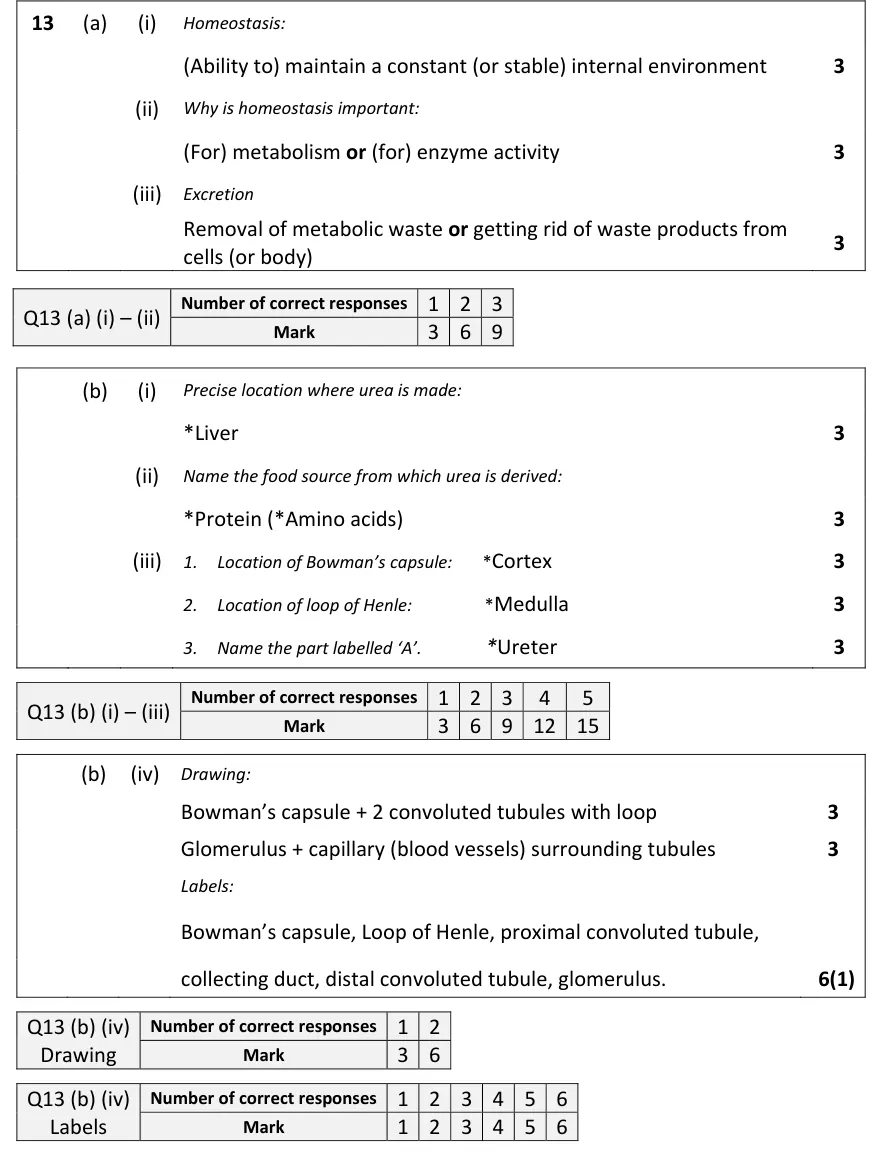 13 (a) (i) Homeostasis:
(Ability to) maintain a constant (or stable) internal environment 3
(ii) Why is homeostasis important:
(For) metabolism or (for) enzyme activity 3
(iii) Excretion
Removal of metabolic waste or getting rid of waste products from
cells (or body) 3
Q13 (a) (i) – (ii) Number of correct responses 1 2 3
Mark 3 6 9
(b) (i) Precise location where urea is made:
*Liver 3
(ii) Name the food source from which urea is derived:
*Protein (*Amino acids) 3
(iii) 1. Location of Bowman’s capsule: *Cortex 3
2. Location of loop of Henle: *Medulla 3
3. Name the part labelled ‘A’. *Ureter 3
Q13 (b) (i) – (iii) Number of correct responses 1 2 3 4 5
Mark 3 6 9 12 15
(b) (iv) Drawing:
Bowman’s capsule + 2 convoluted tubules with loop 3
Glomerulus + capillary (blood vessels) surrounding tubules 3
Labels:
Bowman’s capsule, Loop of Henle, proximal convoluted tubule,
collecting duct, distal convoluted tubule, glomerulus. 6(1)
Q13 (b) (iv) Number of correct responses 1 2
Drawing Mark 3 6
Q13 (b) (iv) Number of correct responses 1 2 3 4 5 6
Labels Mark 1 2 3 4 5 6